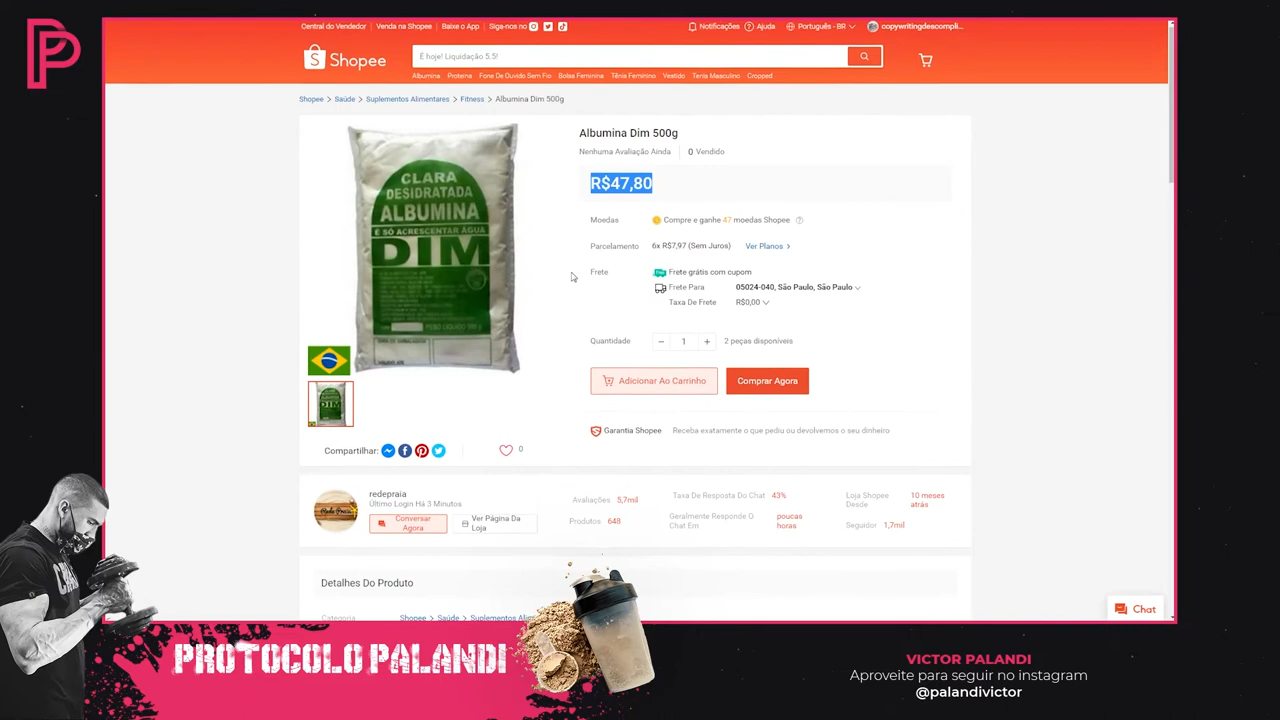 Central do Vendedor Venda na Shopee Baixe o App Siga-nos no
Notificações Ajuda Português - BR copywritingdescompli...
Shopee
É hoje! Liquidação 5.5!
Albumina Proteina Fone De Ouvido Sem Fio Bolsa Feminina Tênis Feminino Vestido Tenis Masculino Cropped
Shopee > Saúde > Suplementos Alimentares > Fitness > Albumina Dim 500g
CLARA
DESIDRATADA
ALBUMINA
É SÓ ACRESCENTAR ÁGUA
DIM
Albumina Dim 500g
Nenhuma Avaliação Ainda 0 Vendido
R$47,80
Moedas Compre e ganhe 47 moedas Shopee
Parcelamento 6x R$7,97 (Sem Juros) Ver Planos >
Frete Frete grátis com cupom
Frete Para 05024-040, São Paulo, São Paulo
Taxa De Frete R$0,00
Quantidade − 1 + 2 peças disponíveis
Adicionar Ao Carrinho Comprar Agora
Garantia Shopee Receba exatamente o que pediu ou devolvemos o seu dinheiro
Compartilhar: 0
redepraia
Último Login Há 3 Minutos
Conversar Agora
Ver Página Da Loja
Avaliações 5,7mil
Produtos 648
Taxa De Resposta Do Chat 43%
Geralmente Responde O Chat Em poucas horas
Loja Shopee Desde 10 meses atrás
Seguidor 1,7mil
Detalhes Do Produto
Categoria Shopee > Saúde > Suplementos Alim
Chat
PROTOCOLO PALANDI
VICTOR PALANDI
Aproveite para seguir no instagram
@palandivictor